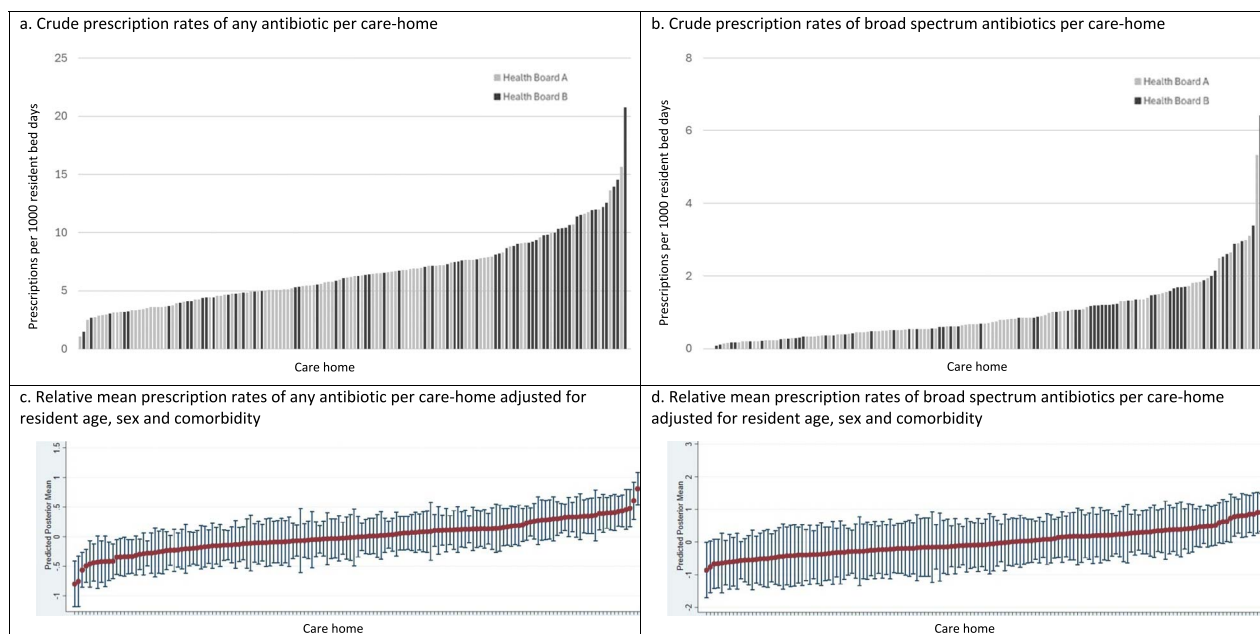 a. Crude prescription rates of any antibiotic per care-home
25
20
15
10
5
0
Prescriptions per 1000 resident bed days
Health Board A
Health Board B
Care home
b. Crude prescription rates of broad spectrum antibiotics per care-home
8
6
4
2
0
Prescriptions per 1000 resident bed days
Health Board A
Health Board B
Care home
c. Relative mean prescription rates of any antibiotic per care-home adjusted for
resident age, sex and comorbidity
1.5
1
.5
0
-.5
-1
Predicted Posterior Mean
Care home
d. Relative mean prescription rates of broad spectrum antibiotics per care-home
adjusted for resident age, sex and comorbidity
3
2
1
0
-1
-2
Predicted Posterior Mean
Care home